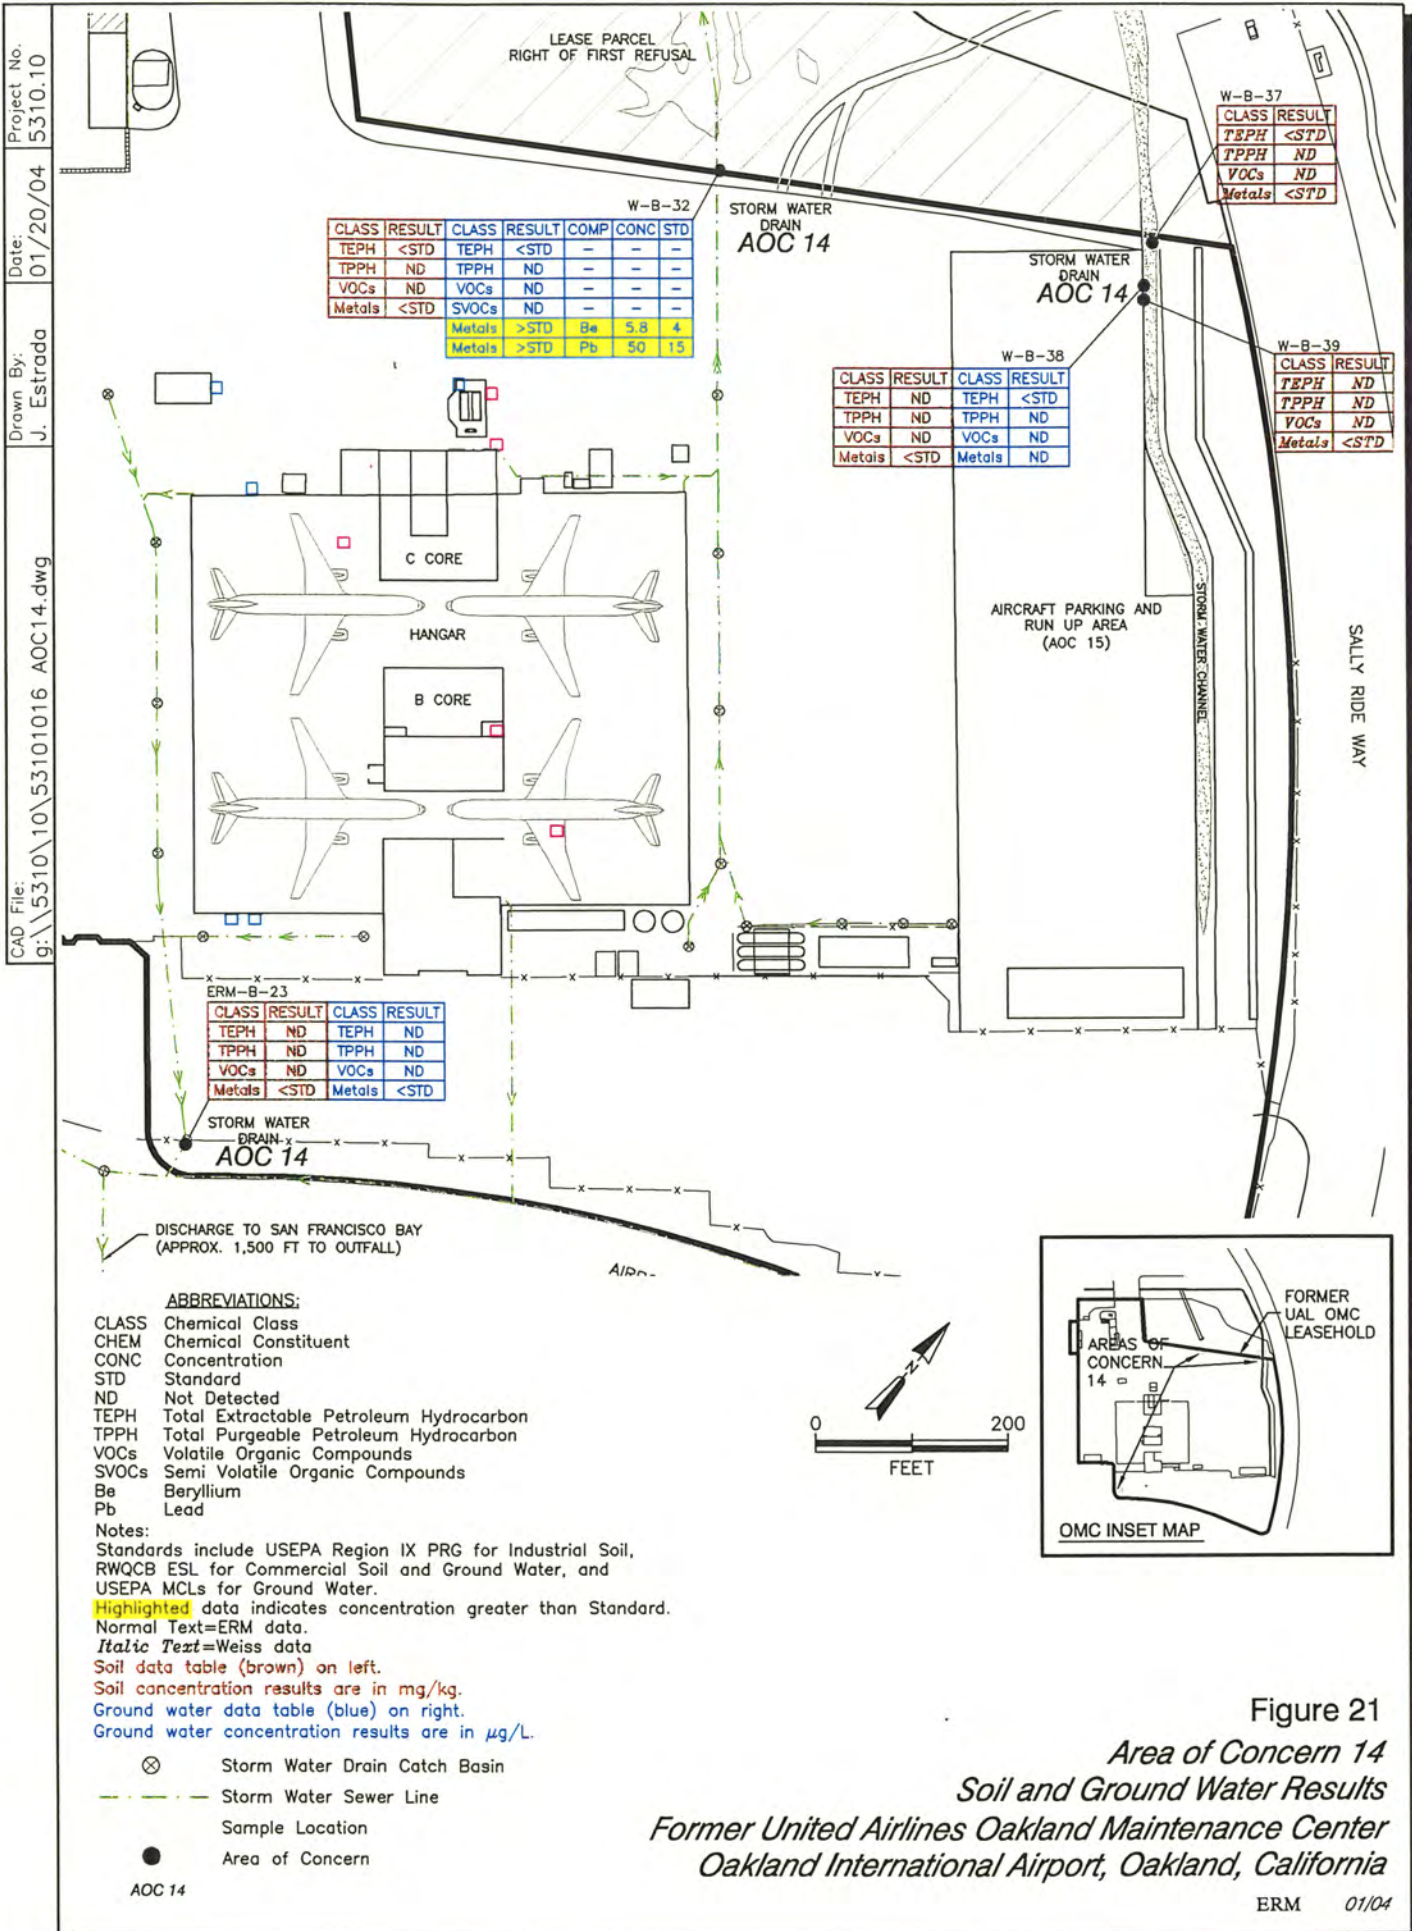 Project No.
5310.10
Date:
01/20/04
Drawn By:
J. Estrada
CAD File:
g:\\5310\10\53101016 AOC14.dwg
LEASE PARCEL
RIGHT OF FIRST REFUSAL
W-B-37
CLASS RESULT
TEPH <STD
TPPH ND
VOCs ND
Metals <STD
W-B-32
CLASS RESULT CLASS RESULT COMP CONC STD
TEPH <STD TEPH <STD – – –
TPPH ND TPPH ND – – –
VOCs ND VOCs ND – – –
Metals <STD SVOCs ND – – –
Metals >STD Be 5.8 4
Metals >STD Pb 50 15
STORM WATER
DRAIN
AOC 14
STORM WATER
DRAIN
AOC 14
W-B-38
CLASS RESULT CLASS RESULT
TEPH ND TEPH <STD
TPPH ND TPPH ND
VOCs ND VOCs ND
Metals <STD Metals ND
W-B-39
CLASS RESULT
TEPH ND
TPPH ND
VOCs ND
Metals <STD
C CORE
HANGAR
B CORE
AIRCRAFT PARKING AND
RUN UP AREA
(AOC 15)
STORM-WATER CHANNEL
SALLY RIDE WAY
ERM-B-23
CLASS RESULT CLASS RESULT
TEPH ND TEPH ND
TPPH ND TPPH ND
VOCs ND VOCs ND
Metals <STD Metals <STD
STORM WATER
DRAIN
AOC 14
DISCHARGE TO SAN FRANCISCO BAY
(APPROX. 1,500 FT TO OUTFALL)
ABBREVIATIONS:
CLASS Chemical Class
CHEM Chemical Constituent
CONC Concentration
STD Standard
ND Not Detected
TEPH Total Extractable Petroleum Hydrocarbon
TPPH Total Purgeable Petroleum Hydrocarbon
VOCs Volatile Organic Compounds
SVOCs Semi Volatile Organic Compounds
Be Beryllium
Pb Lead
Notes:
Standards include USEPA Region IX PRG for Industrial Soil,
RWQCB ESL for Commercial Soil and Ground Water, and
USEPA MCLs for Ground Water.
Highlighted data indicates concentration greater than Standard.
Normal Text=ERM data.
Italic Text=Weiss data
Soil data table (brown) on left.
Soil concentration results are in mg/kg.
Ground water data table (blue) on right.
Ground water concentration results are in µg/L.
Storm Water Drain Catch Basin
Storm Water Sewer Line
Sample Location
Area of Concern
AOC 14
N
0 200
FEET
FORMER
UAL OMC
LEASEHOLD
AREAS OF
CONCERN
14
OMC INSET MAP
Figure 21
Area of Concern 14
Soil and Ground Water Results
Former United Airlines Oakland Maintenance Center
Oakland International Airport, Oakland, California
ERM 01/04